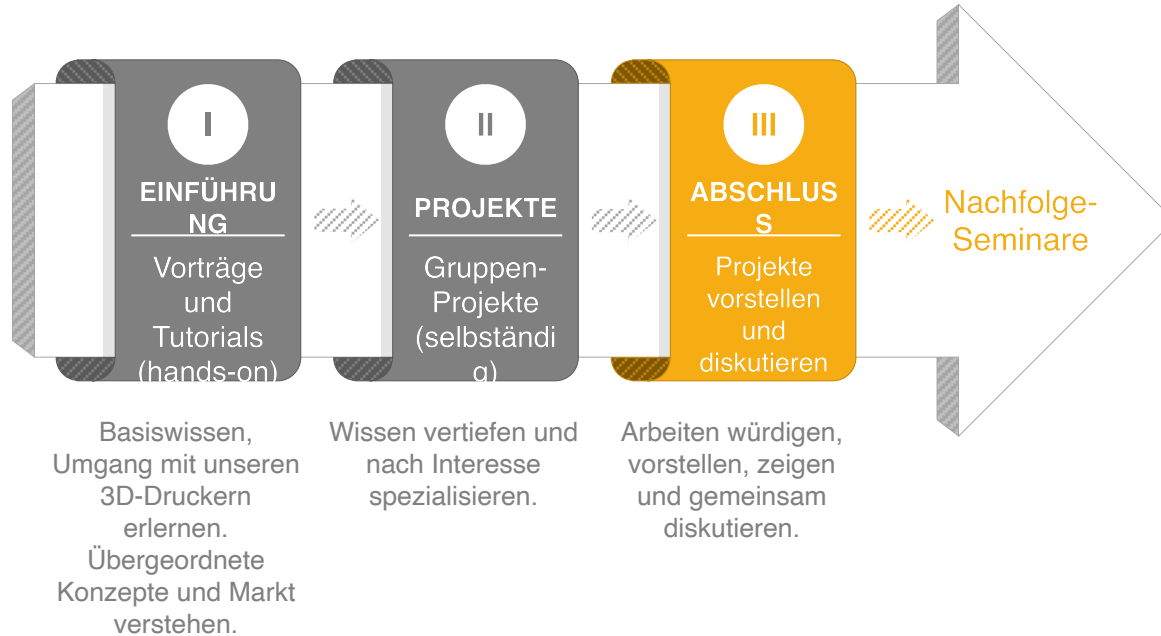 I
EINFÜHRU
NG
Vorträge
und
Tutorials
(hands-on)
Basiswissen,
Umgang mit unseren
3D-Druckern
erlernen.
Übergeordnete
Konzepte und Markt
verstehen.
II
PROJEKTE
Gruppen-
Projekte
(selbständi
g)
Wissen vertiefen und
nach Interesse
spezialisieren.
III
ABSCHLUS
S
Projekte
vorstellen
und
diskutieren
Arbeiten würdigen,
vorstellen, zeigen
und gemeinsam
diskutieren.
Nachfolge-
Seminare